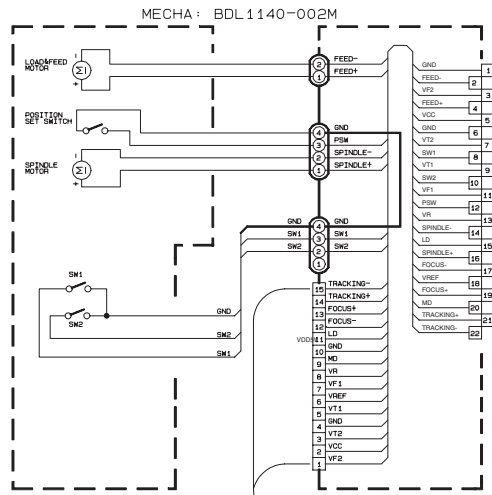 MECHA: BDL1140-002M
LOAD&FEED
MOTOR
-
M
+
POSITION
SET SWITCH
SPINDLE
MOTOR
-
M
+
2 FEED-
1 FEED+
4 GND
3 PSW
2 SPINDLE-
1 SPINDLE+
GND 4 GND
SW1 3 SW1
SW2 2 SW2
1
SW1
SW2
GND
SW2
SW1
15 TRACKING-
14 TRACKING+
13 FOCUS+
12 FOCUS-
11 LD
10 GND
9 MD
8 VR
7 VF1
6 VREF
5 VT1
4 GND
3 VT2
2 VCC
1 VF2
GND 1
FEED- 2
VF2 3
FEED+ 4
VCC 5
GND 6
VT2 7
SW1 8
VT1 9
SW2 10
VF1 11
PSW 12
VR 13
SPINDLE- 14
LD 15
SPINDLE+ 16
FOCUS- 17
VREF 18
FOCUS+ 19
MD 20
TRACKING+ 21
TRACKING- 22